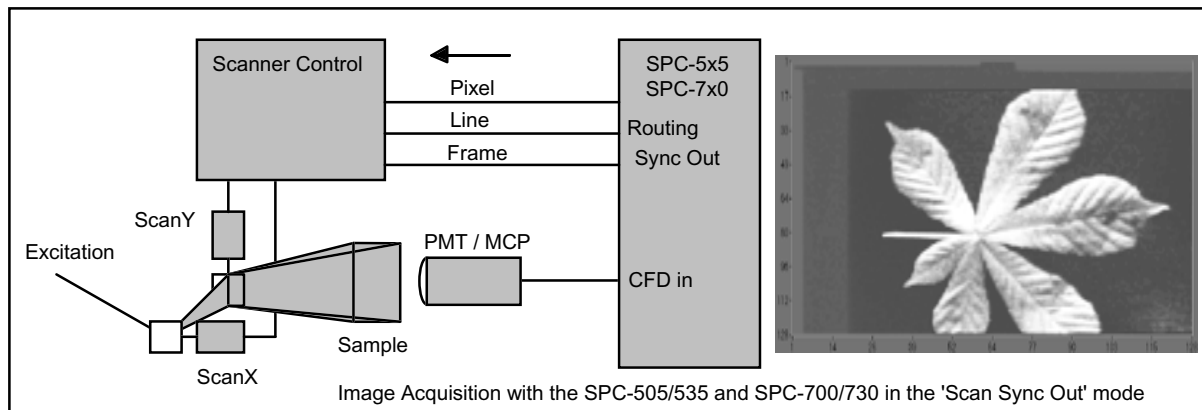 Scanner Control
SPC-5x5
SPC-7x0
Pixel
Line
Routing
Frame
Sync Out
ScanY
Excitation
PMT / MCP
CFD in
Sample
ScanX
Image Acquisition with the SPC-505/535 and SPC-700/730 in the 'Scan Sync Out' mode